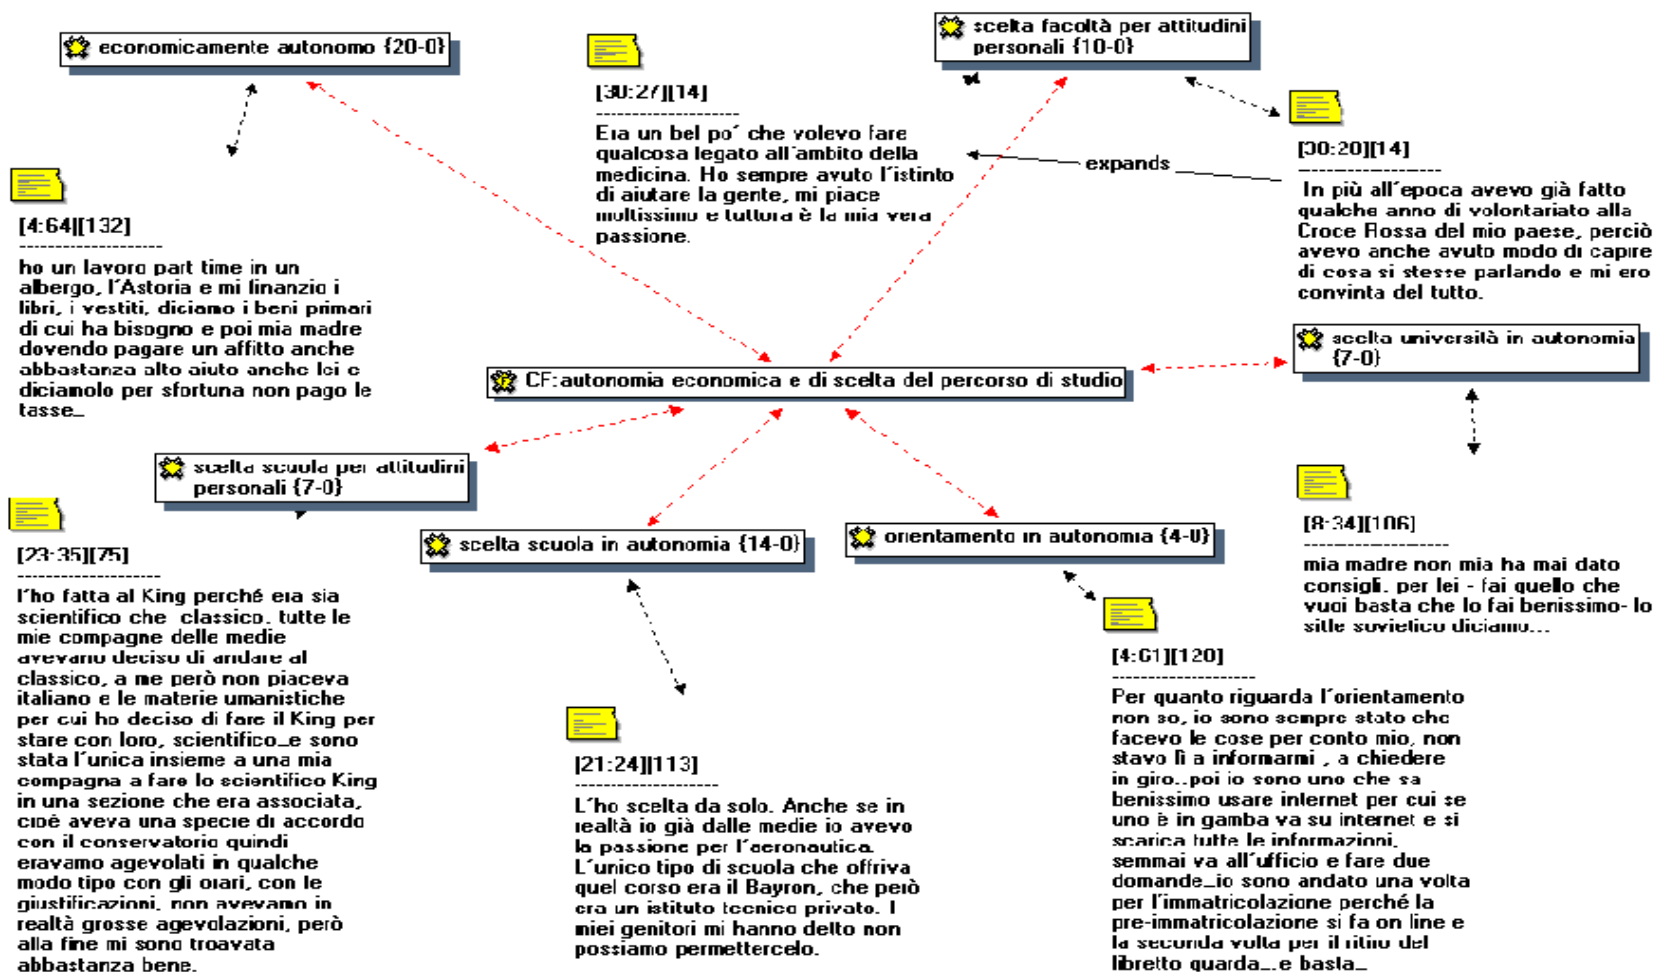 economicamente autonomo {20-0}
scelta facoltà per attitudini
personali {10-0}
[30:27][14]
--------------------
Era un bel po´ che volevo fare
qualcosa legato all´ambito della
medicina. Ho sempre avuto l´istinto
di aiutare la gente, mi piace
moltissimo e tuttora è la mia vera
passione.
expands
[30:20][14]
--------------------
In più all´epoca avevo già fatto
qualche anno di volontariato alla
Croce Rossa del mio paese, perciò
avevo anche avuto modo di capire
di cosa si stesse parlando e mi ero
convinta del tutto.
[4:64][132]
--------------------
ho un lavoro part time in un
albergo, l´Astoria e mi finanzio i
libri, i vestiti, diciamo i beni primari
di cui ha bisogno e poi mia madre
dovendo pagare un affitto anche
abbastanza alto aiuto anche lei e
diciamolo per sfortuna non pago le
tasse...
scelta università in autonomia
{7-0}
CF:autonomia economica e di scelta del percorso di studio
scelta scuola per attitudini
personali {7-0}
scelta scuola in autonomia {14-0}
orientamento in autonomia {4-0}
[8:34][106]
--------------------
mia madre non mia ha mai dato
consigli. per lei - fai quello che
vuoi basta che lo fai benissimo- lo
sitle sovietico diciamo...
[23:35][75]
--------------------
l´ho fatta al King perché era sia
scientifico che classico. tutte le
mie compagne delle medie
avevano deciso di andare al
classico, a me però non piaceva
italiano e le materie umanistiche
per cui ho deciso di fare il King per
stare con loro, scientifico...e sono
stata l´unica insieme a una mia
compagna a fare lo scientifico King
in una sezione che era associata,
cioé aveva una specie di accordo
con il conservatorio quindi
eravamo agevolati in qualche
modo tipo con gli orari, con le
giustificazioni, non avevamo in
realtà grosse agevolazioni, però
alla fine mi sono troavata
abbastanza bene.
[21:24][113]
--------------------
L´ho scelta da solo. Anche se in
realtà io già dalle medie io avevo
la passione per l´aeronautica.
L´unico tipo di scuola che offriva
quel corso era il Bayron, che però
era un istituto tecnico privato. I
miei genitori mi hanno detto non
possiamo permettercelo.
[4:61][120]
--------------------
Per quanto riguarda l´orientamento
non so, io sono sempre stato che
facevo le cose per conto mio, non
stavo lì a informarmi , a chiedere
in giro..poi io sono uno che sa
benissimo usare internet per cui se
uno è in gamba va su internet e si
scarica tutte le informazioni,
semmai va all´ufficio e fare due
domande...io sono andato una volta
per l´immatricolazione perché la
pre-immatricolazione si fa on line e
la seconda volta per il ritiro del
libretto guarda...e basta...